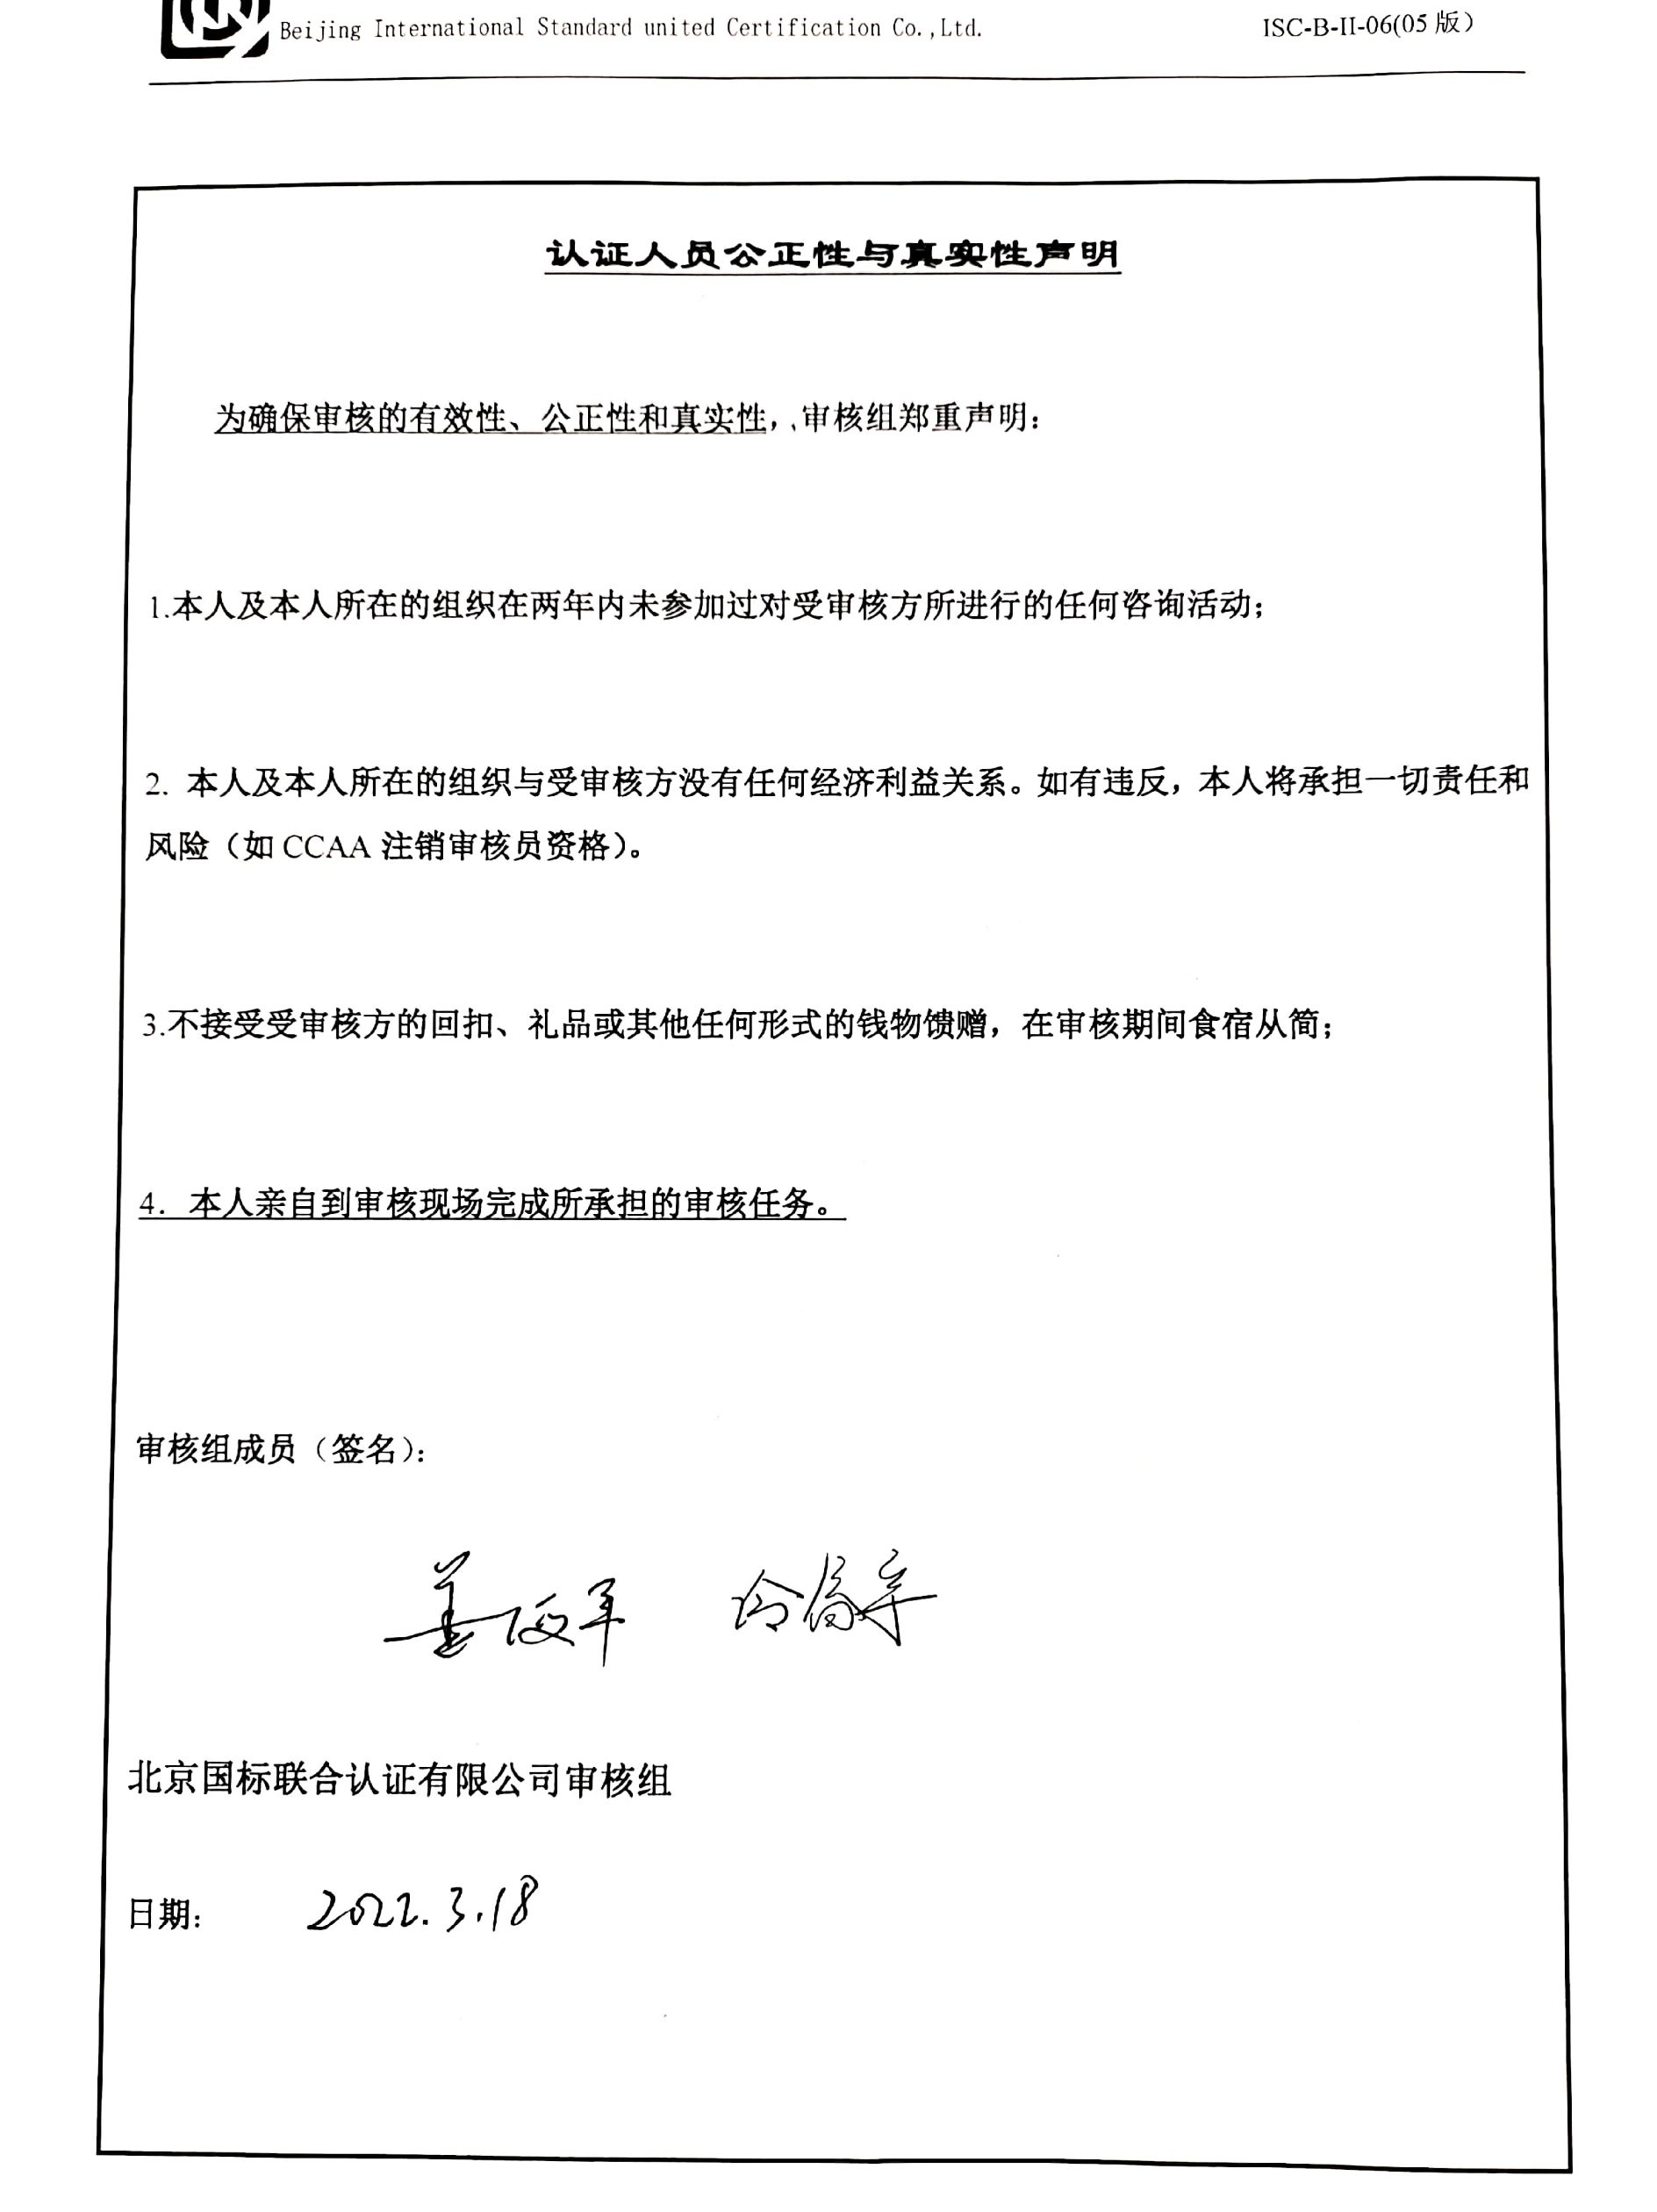 Beijing International Standard united Certification Co.,Ltd.
ISC-B-II-06(05 版)
认证人员公正性与真实性声明
为确保审核的有效性、公正性和真实性，、审核组郑重声明：
1.本人及本人所在的组织在两年内未参加过对受审核方所进行的任何咨询活动；
2. 本人及本人所在的组织与受审核方没有任何经济利益关系。如有违反，本人将承担一切责任和
风险（如 CCAA 注销审核员资格）。
3.不接受受审核方的回扣、礼品或其他任何形式的钱物馈赠，在审核期间食宿从简；
4. 本人亲自到审核现场完成所承担的审核任务。
审核组成员（签名）：
北京国标联合认证有限公司审核组
日期： 2022.3.18